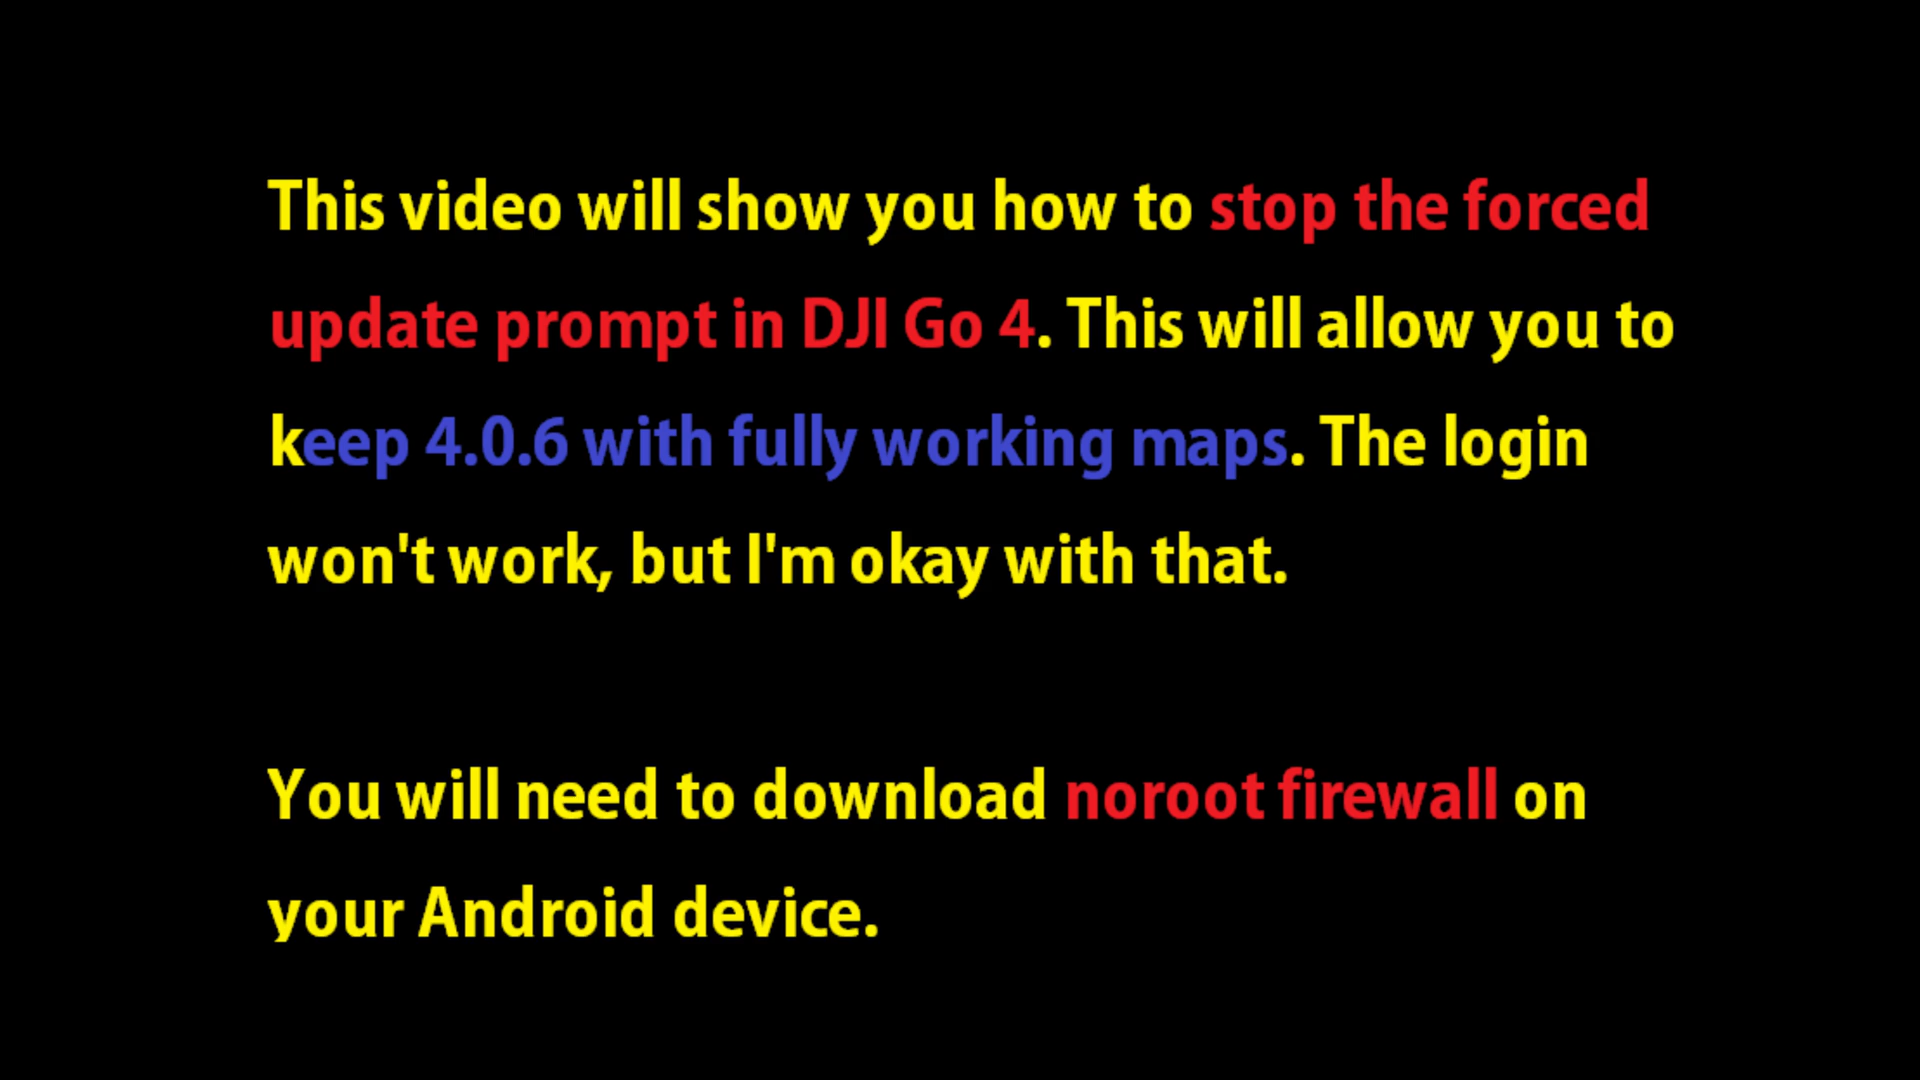 This video will show you how to stop the forced
update prompt in DJI Go 4. This will allow you to
keep 4.0.6 with fully working maps. The login
won't work, but I'm okay with that.
You will need to download noroot firewall on
your Android device.